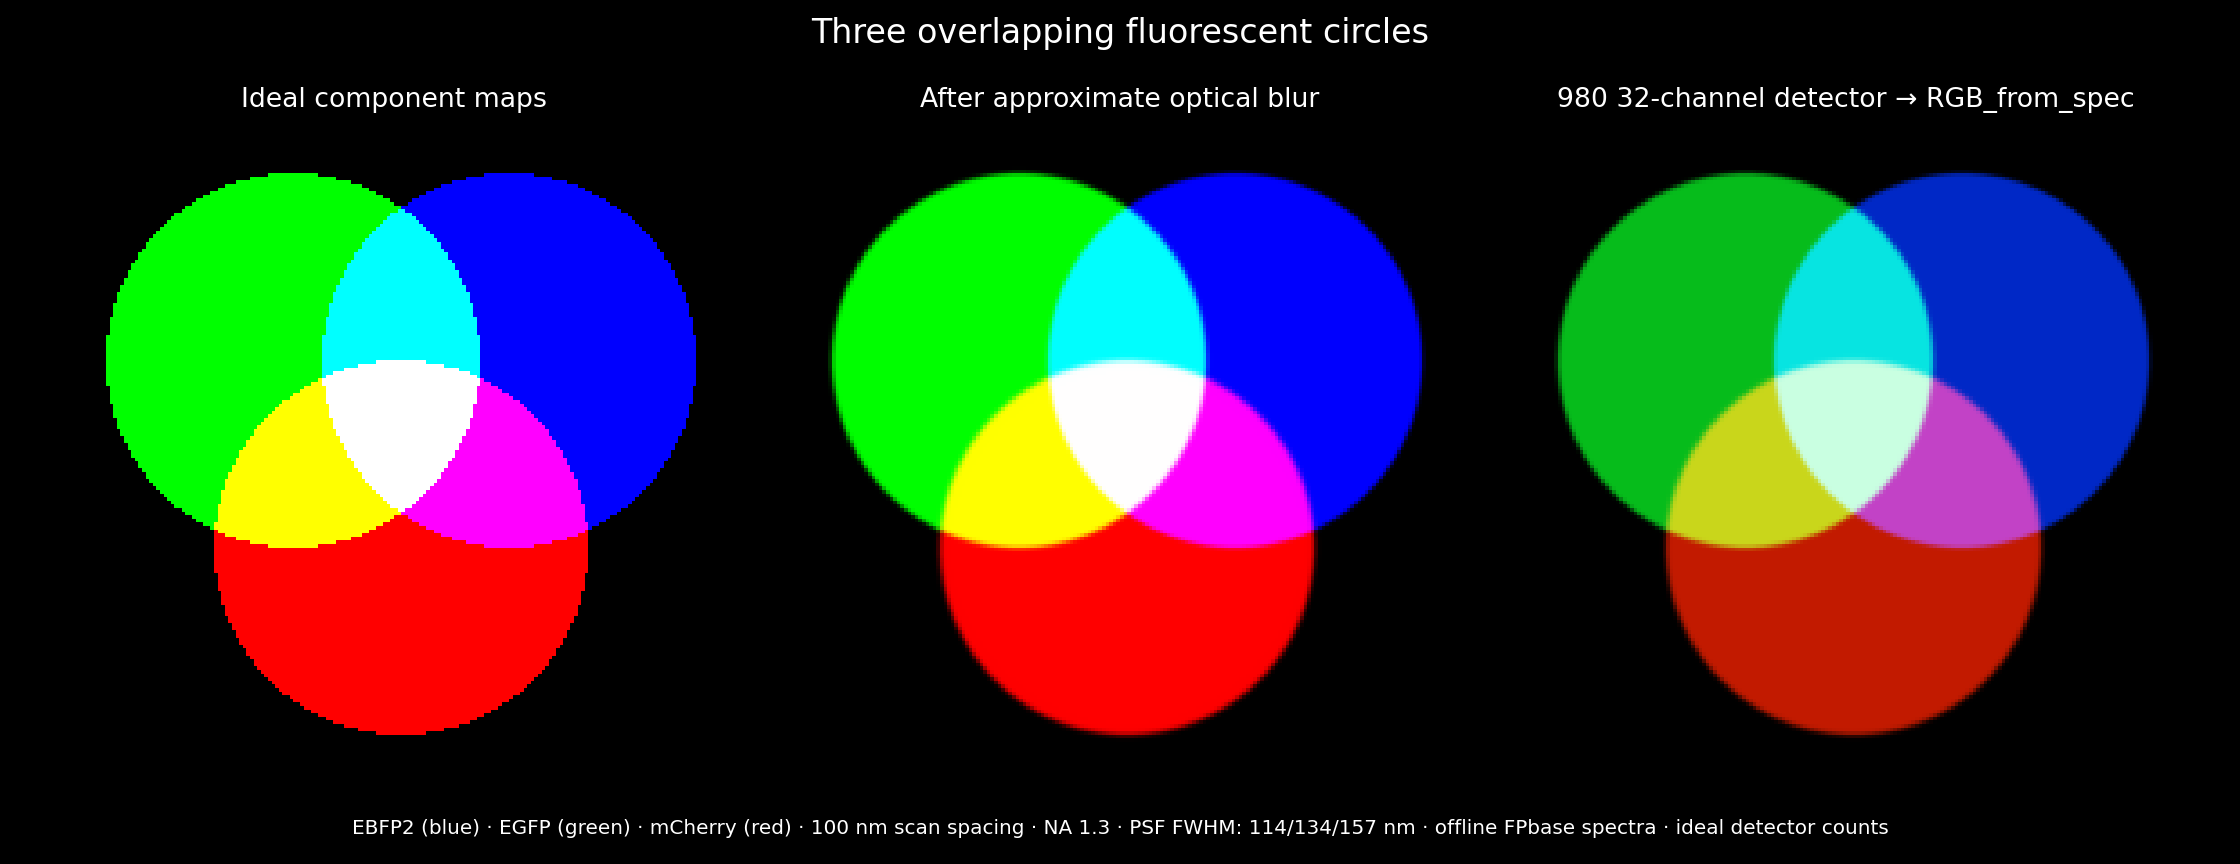 Three overlapping fluorescent circles
Ideal component maps
After approximate optical blur
980 32-channel detector → RGB_from_spec
EBFP2 (blue) · EGFP (green) · mCherry (red) · 100 nm scan spacing · NA 1.3 · PSF FWHM: 114/134/157 nm · offline FPbase spectra · ideal detector counts